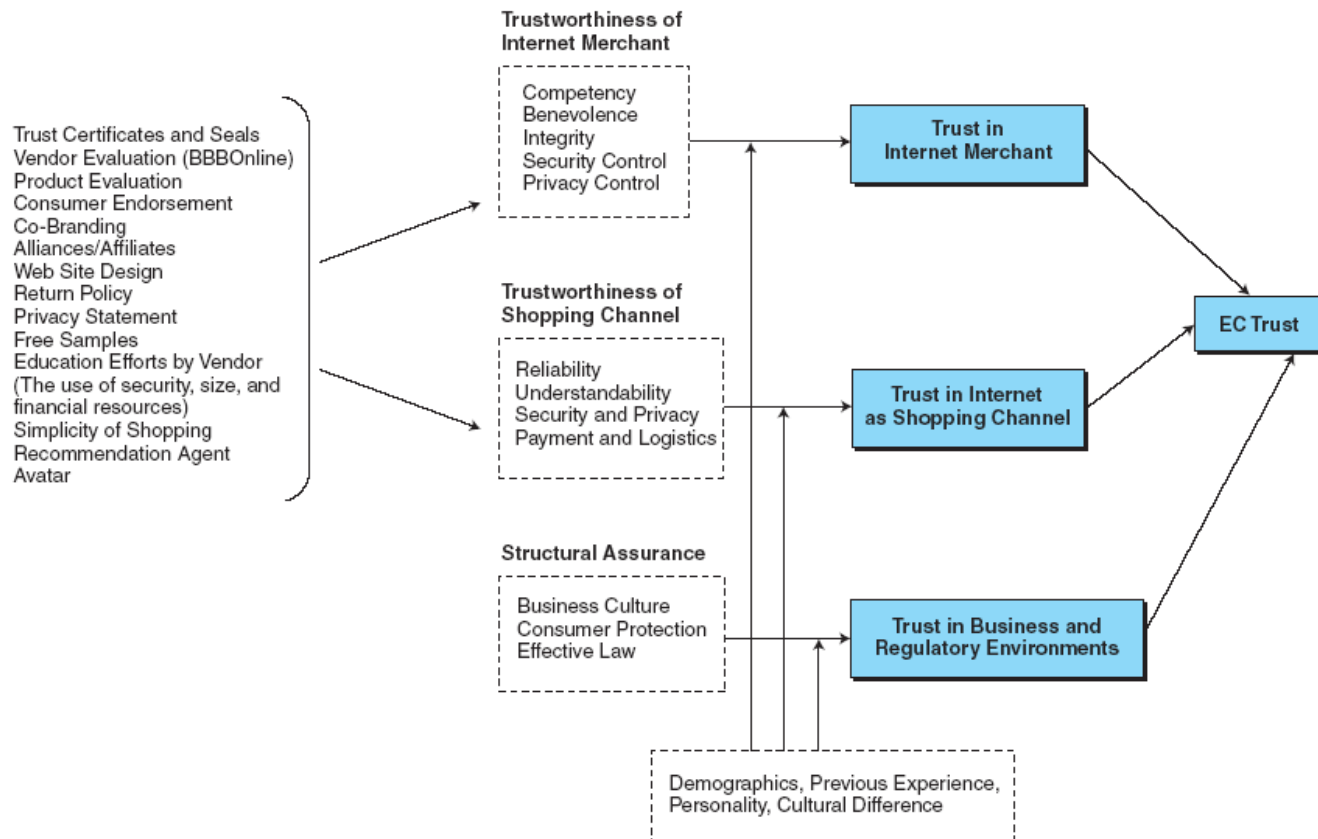 Trustworthiness of
Internet Merchant
Competency
Benevolence
Integrity
Security Control
Privacy Control
Trust in
Internet Merchant
Trust Certificates and Seals
Vendor Evaluation (BBBOnline)
Product Evaluation
Consumer Endorsement
Co-Branding
Alliances/Affiliates
Web Site Design
Return Policy
Privacy Statement
Free Samples
Education Efforts by Vendor
(The use of security, size, and
financial resources)
Simplicity of Shopping
Recommendation Agent
Avatar
Trustworthiness of
Shopping Channel
Reliability
Understandability
Security and Privacy
Payment and Logistics
Trust in Internet
as Shopping Channel
EC Trust
Structural Assurance
Business Culture
Consumer Protection
Effective Law
Trust in Business and
Regulatory Environments
Demographics, Previous Experience,
Personality, Cultural Difference